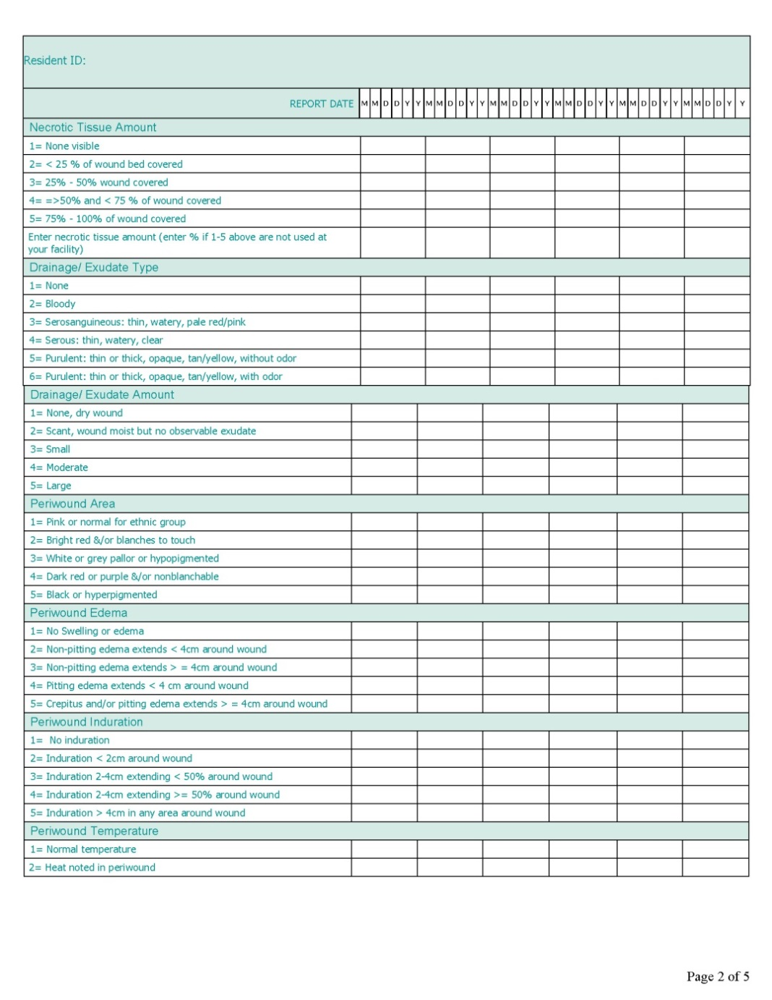 Resident ID:
REPORT DATE M M D D Y Y M M D D Y Y M M D D Y Y M M D D Y Y M M D D Y Y M M D D Y Y
Necrotic Tissue Amount
1= None visible
2= < 25 % of wound bed covered
3= 25% - 50% wound covered
4= =>50% and < 75 % of wound covered
5= 75% - 100% of wound covered
Enter necrotic tissue amount (enter % if 1-5 above are not used at
your facility)
Drainage/ Exudate Type
1= None
2= Bloody
3= Serosanguineous: thin, watery, pale red/pink
4= Serous: thin, watery, clear
5= Purulent: thin or thick, opaque, tan/yellow, without odor
6= Purulent: thin or thick, opaque, tan/yellow, with odor
Drainage/ Exudate Amount
1= None, dry wound
2= Scant, wound moist but no observable exudate
3= Small
4= Moderate
5= Large
Periwound Area
1= Pink or normal for ethnic group
2= Bright red &/or blanches to touch
3= White or grey pallor or hypopigmented
4= Dark red or purple &/or nonblanchable
5= Black or hyperpigmented
Periwound Edema
1= No Swelling or edema
2= Non-pitting edema extends < 4cm around wound
3= Non-pitting edema extends > = 4cm around wound
4= Pitting edema extends < 4 cm around wound
5= Crepitus and/or pitting edema extends > = 4cm around wound
Periwound Induration
1=  No induration
2= Induration < 2cm around wound
3= Induration 2-4cm extending < 50% around wound
4= Induration 2-4cm extending >= 50% around wound
5= Induration > 4cm in any area around wound
Periwound Temperature
1= Normal temperature
2= Heat noted in periwound
Page 2 of 5